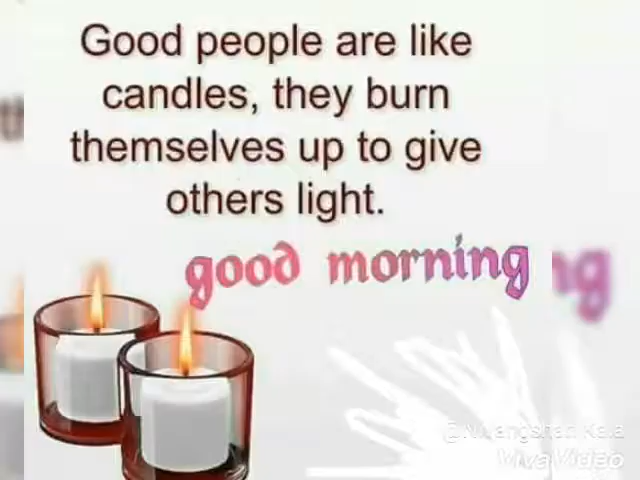 Good people are like
candles, they burn
themselves up to give
others light.
good morning
VivaVideo